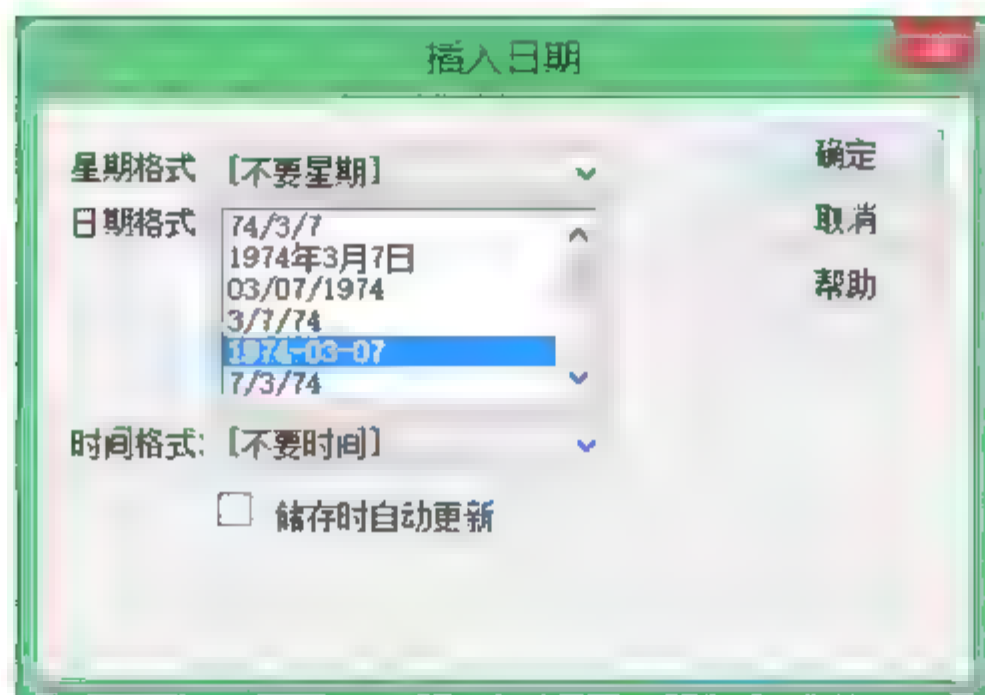 插入日期
星期格式 [不要星期]
确定
日期格式
74/3/7
取消
1974年3月7日
03/07/1974
帮助
3/7/74
1974-03-07
7/3/74
时间格式: [不要时间]
储存时自动更新